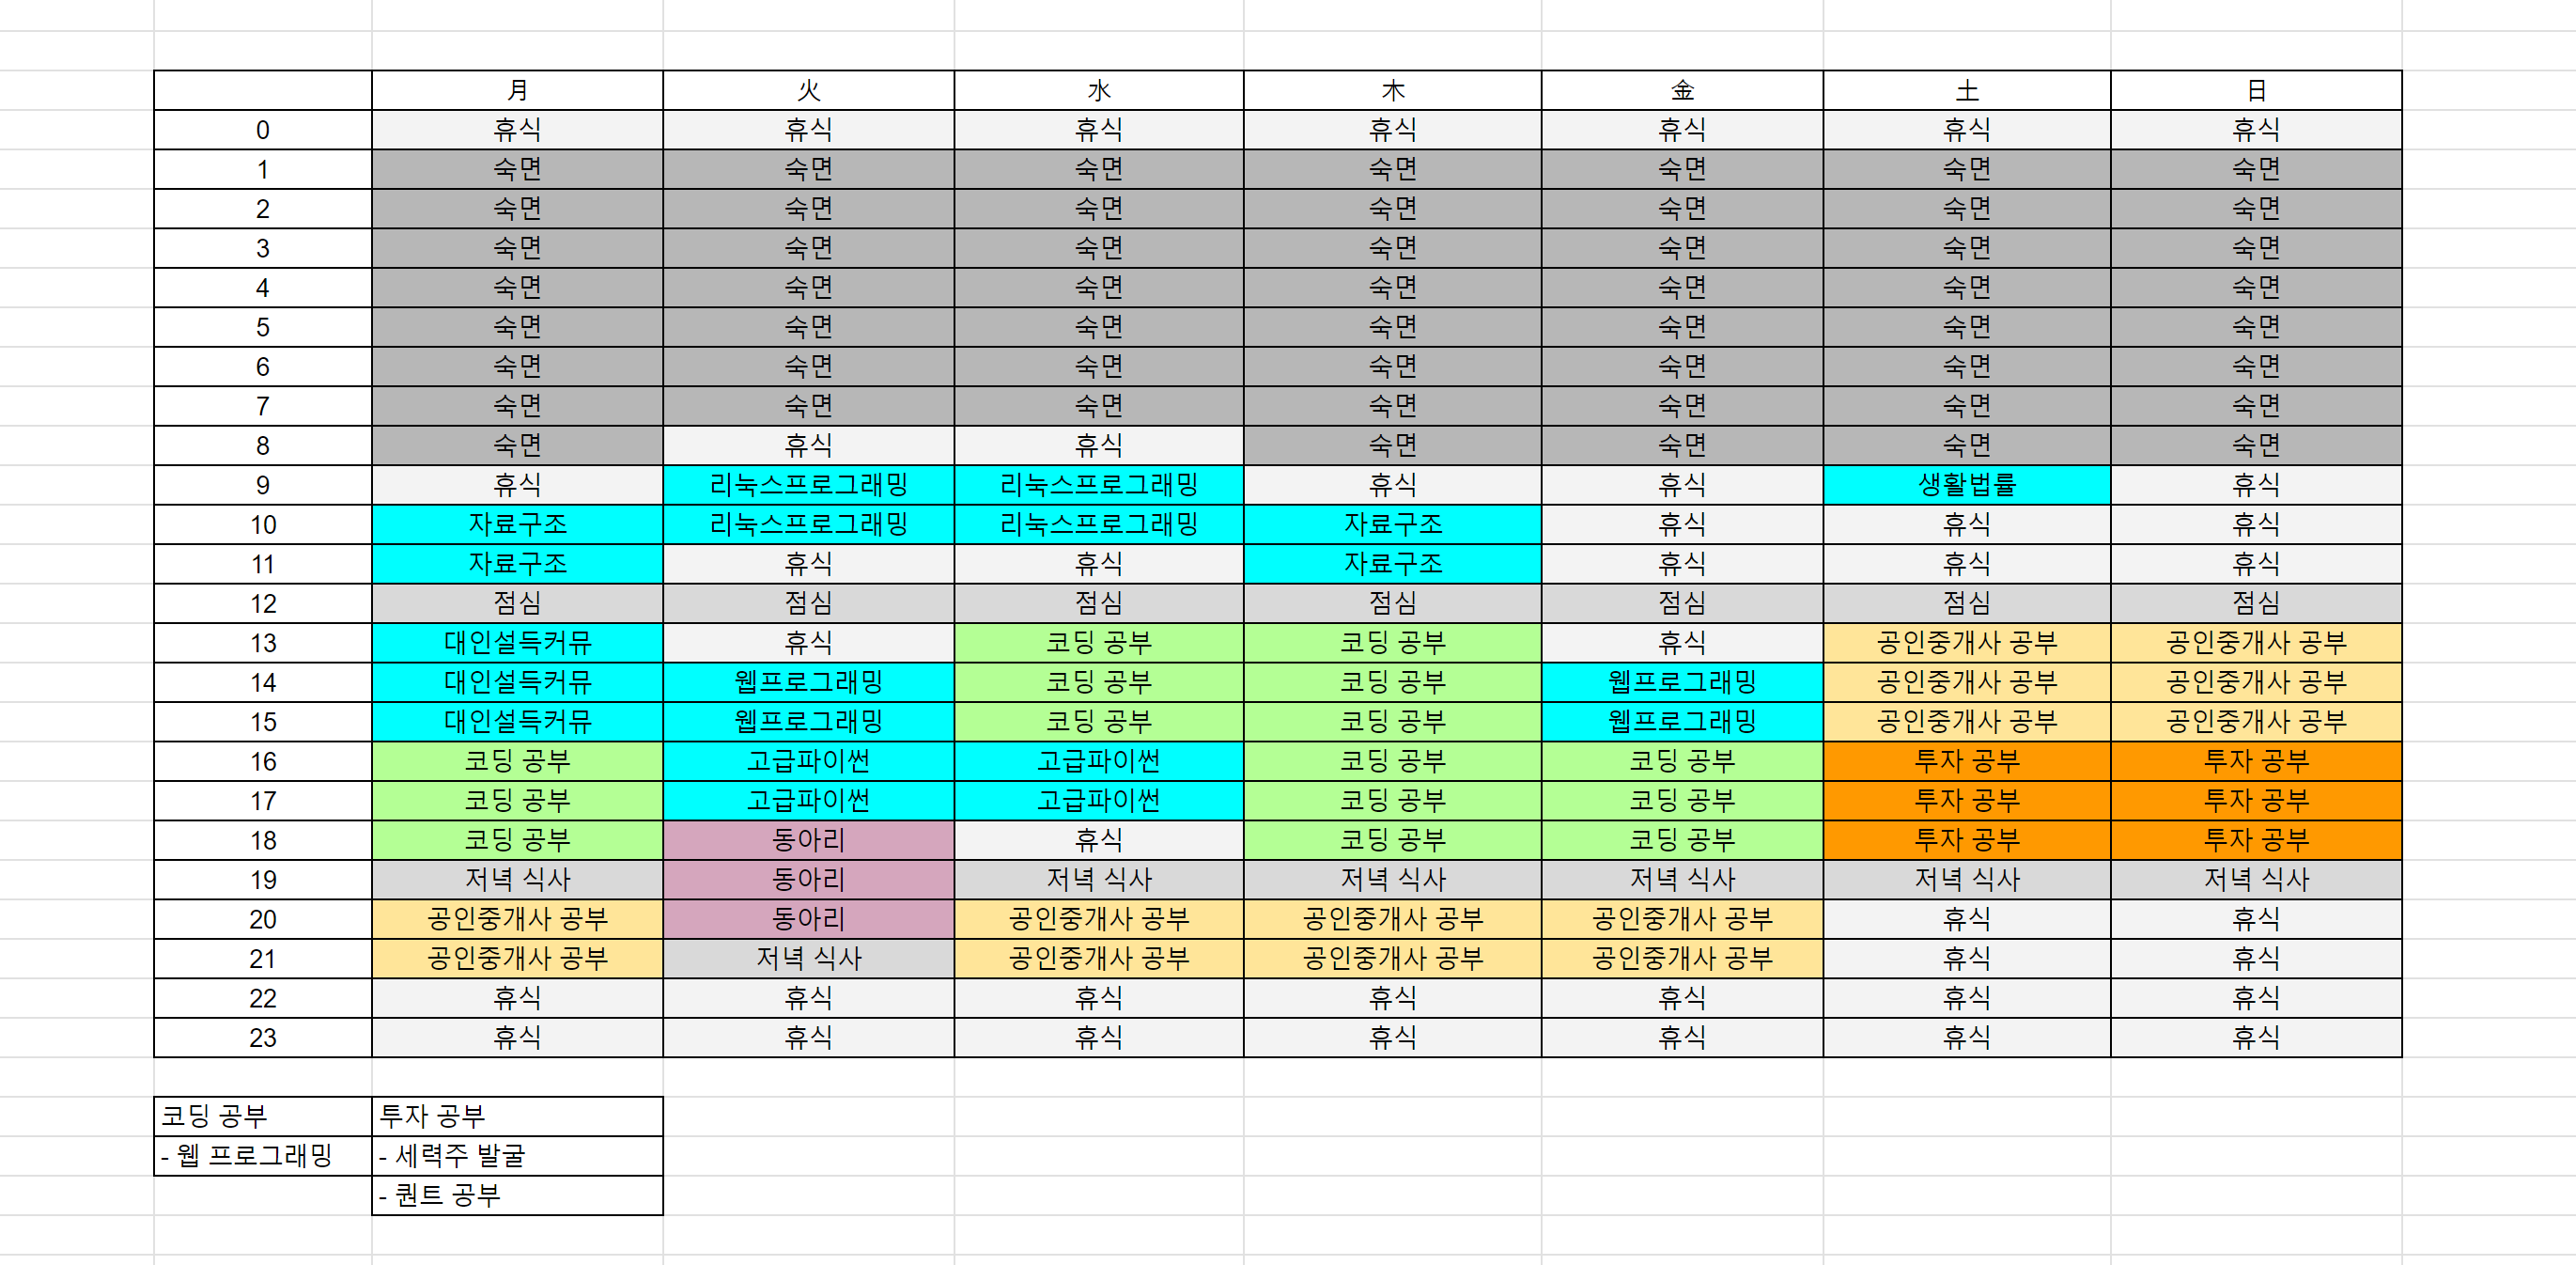 月 火 水 木 金 土 日
0 휴식 휴식 휴식 휴식 휴식 휴식 휴식
1 숙면 숙면 숙면 숙면 숙면 숙면 숙면
2 숙면 숙면 숙면 숙면 숙면 숙면 숙면
3 숙면 숙면 숙면 숙면 숙면 숙면 숙면
4 숙면 숙면 숙면 숙면 숙면 숙면 숙면
5 숙면 숙면 숙면 숙면 숙면 숙면 숙면
6 숙면 숙면 숙면 숙면 숙면 숙면 숙면
7 숙면 숙면 숙면 숙면 숙면 숙면 숙면
8 숙면 휴식 휴식 숙면 숙면 숙면 숙면
9 휴식 리눅스프로그래밍 리눅스프로그래밍 휴식 휴식 생활법률 휴식
10 자료구조 리눅스프로그래밍 리눅스프로그래밍 자료구조 휴식 휴식 휴식
11 자료구조 휴식 휴식 자료구조 휴식 휴식 휴식
12 점심 점심 점심 점심 점심 점심 점심
13 대인설득커뮤 휴식 코딩 공부 코딩 공부 휴식 공인중개사 공부 공인중개사 공부
14 대인설득커뮤 웹프로그래밍 코딩 공부 코딩 공부 웹프로그래밍 공인중개사 공부 공인중개사 공부
15 대인설득커뮤 웹프로그래밍 코딩 공부 코딩 공부 웹프로그래밍 공인중개사 공부 공인중개사 공부
16 코딩 공부 고급파이썬 고급파이썬 코딩 공부 코딩 공부 투자 공부 투자 공부
17 코딩 공부 고급파이썬 고급파이썬 코딩 공부 코딩 공부 투자 공부 투자 공부
18 코딩 공부 동아리 휴식 코딩 공부 코딩 공부 투자 공부 투자 공부
19 저녁 식사 동아리 저녁 식사 저녁 식사 저녁 식사 저녁 식사 저녁 식사
20 공인중개사 공부 동아리 공인중개사 공부 공인중개사 공부 공인중개사 공부 휴식 휴식
21 공인중개사 공부 저녁 식사 공인중개사 공부 공인중개사 공부 공인중개사 공부 휴식 휴식
22 휴식 휴식 휴식 휴식 휴식 휴식 휴식
23 휴식 휴식 휴식 휴식 휴식 휴식 휴식
코딩 공부 투자 공부
- 웹 프로그래밍 - 세력주 발굴
- 퀀트 공부